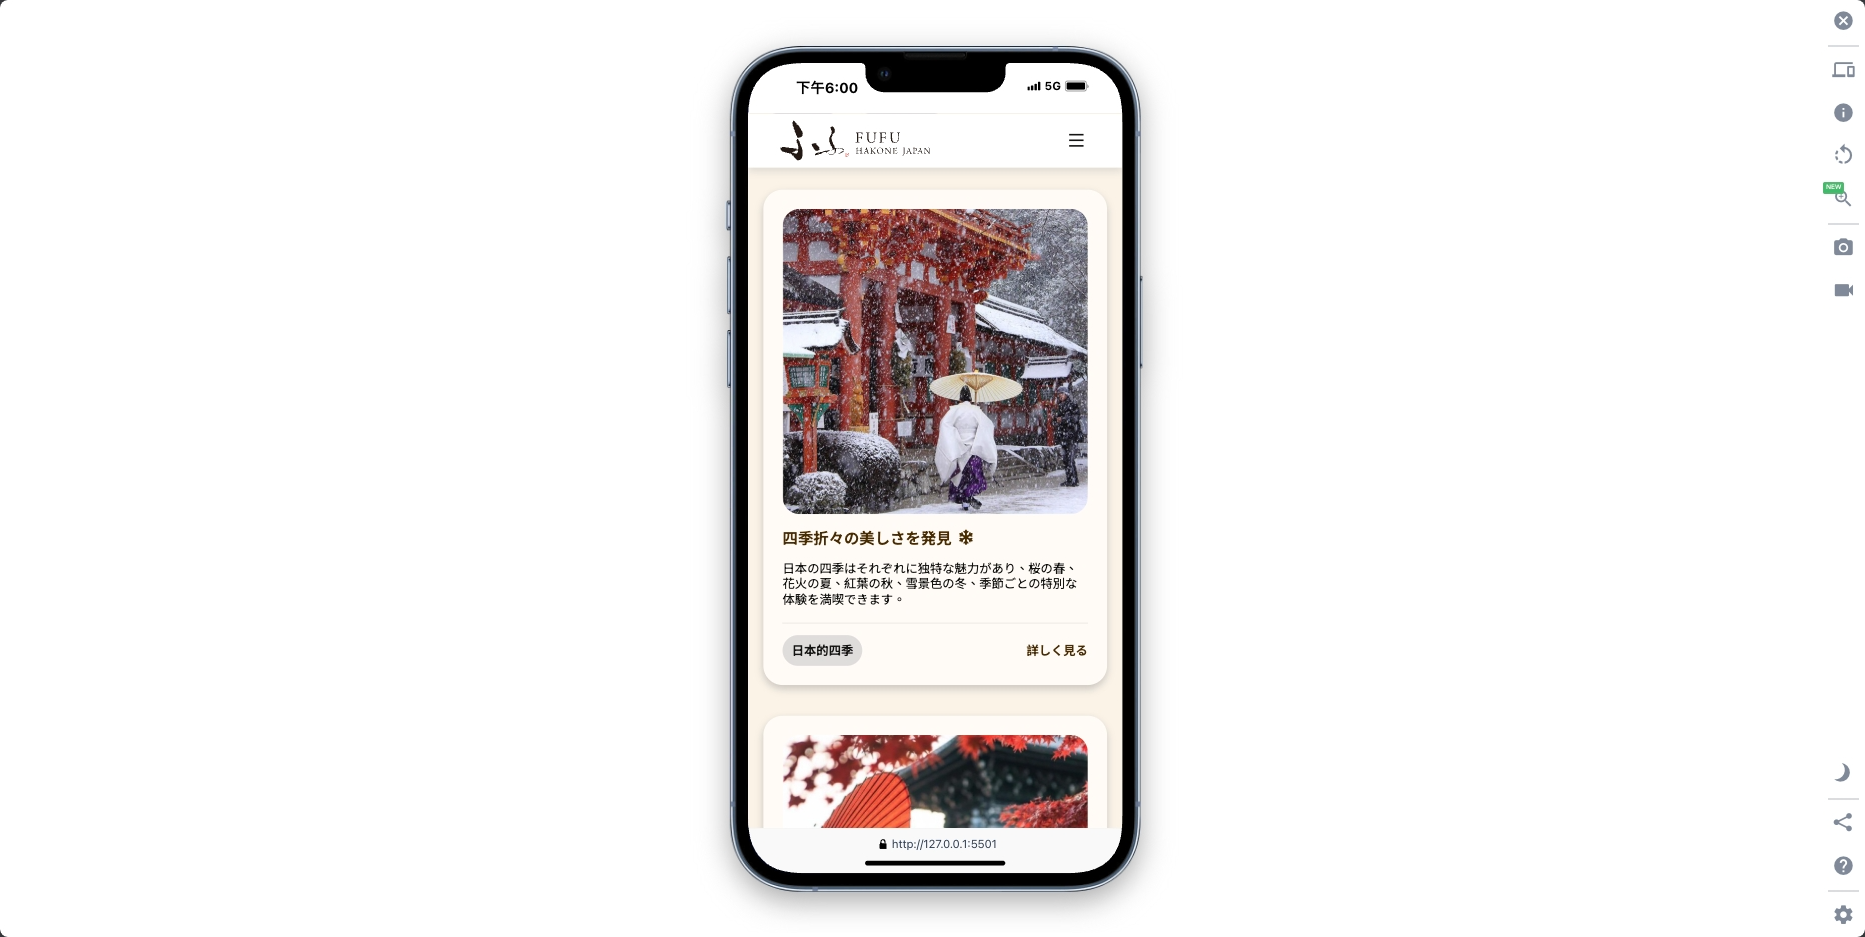 下午6:00
5G
ふふ
FUFU
HAKONE JAPAN
四季折々の美しさを発見
日本の四季はそれぞれに独特な魅力があり、桜の春、
花火の夏、紅葉の秋、雪景色の冬、季節ごとの特別な
体験を満喫できます。
日本的四季
詳しく見る
http://127.0.0.1:5501
NEW